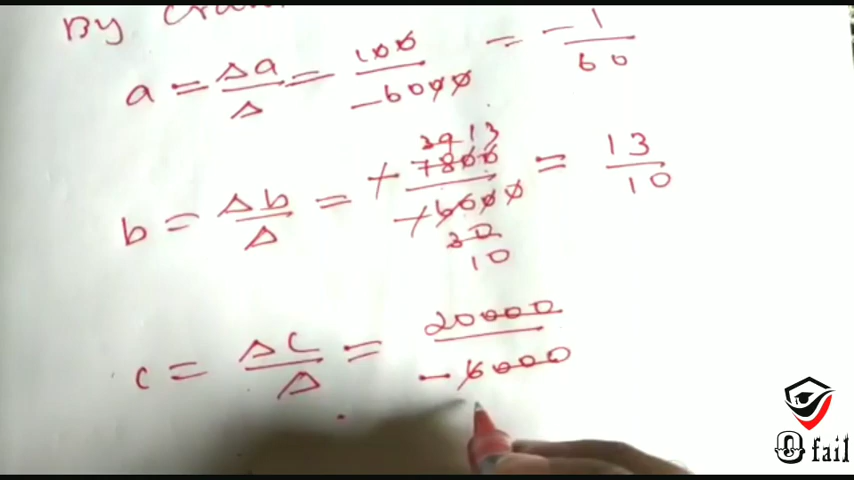 By
a = Δa/Δ = 100/-6000 = -1/60
39 13
b = Δb/Δ = -7800/-6000 = 13/10
30
10
c = Δc/Δ = 20000/-6000
0 fail